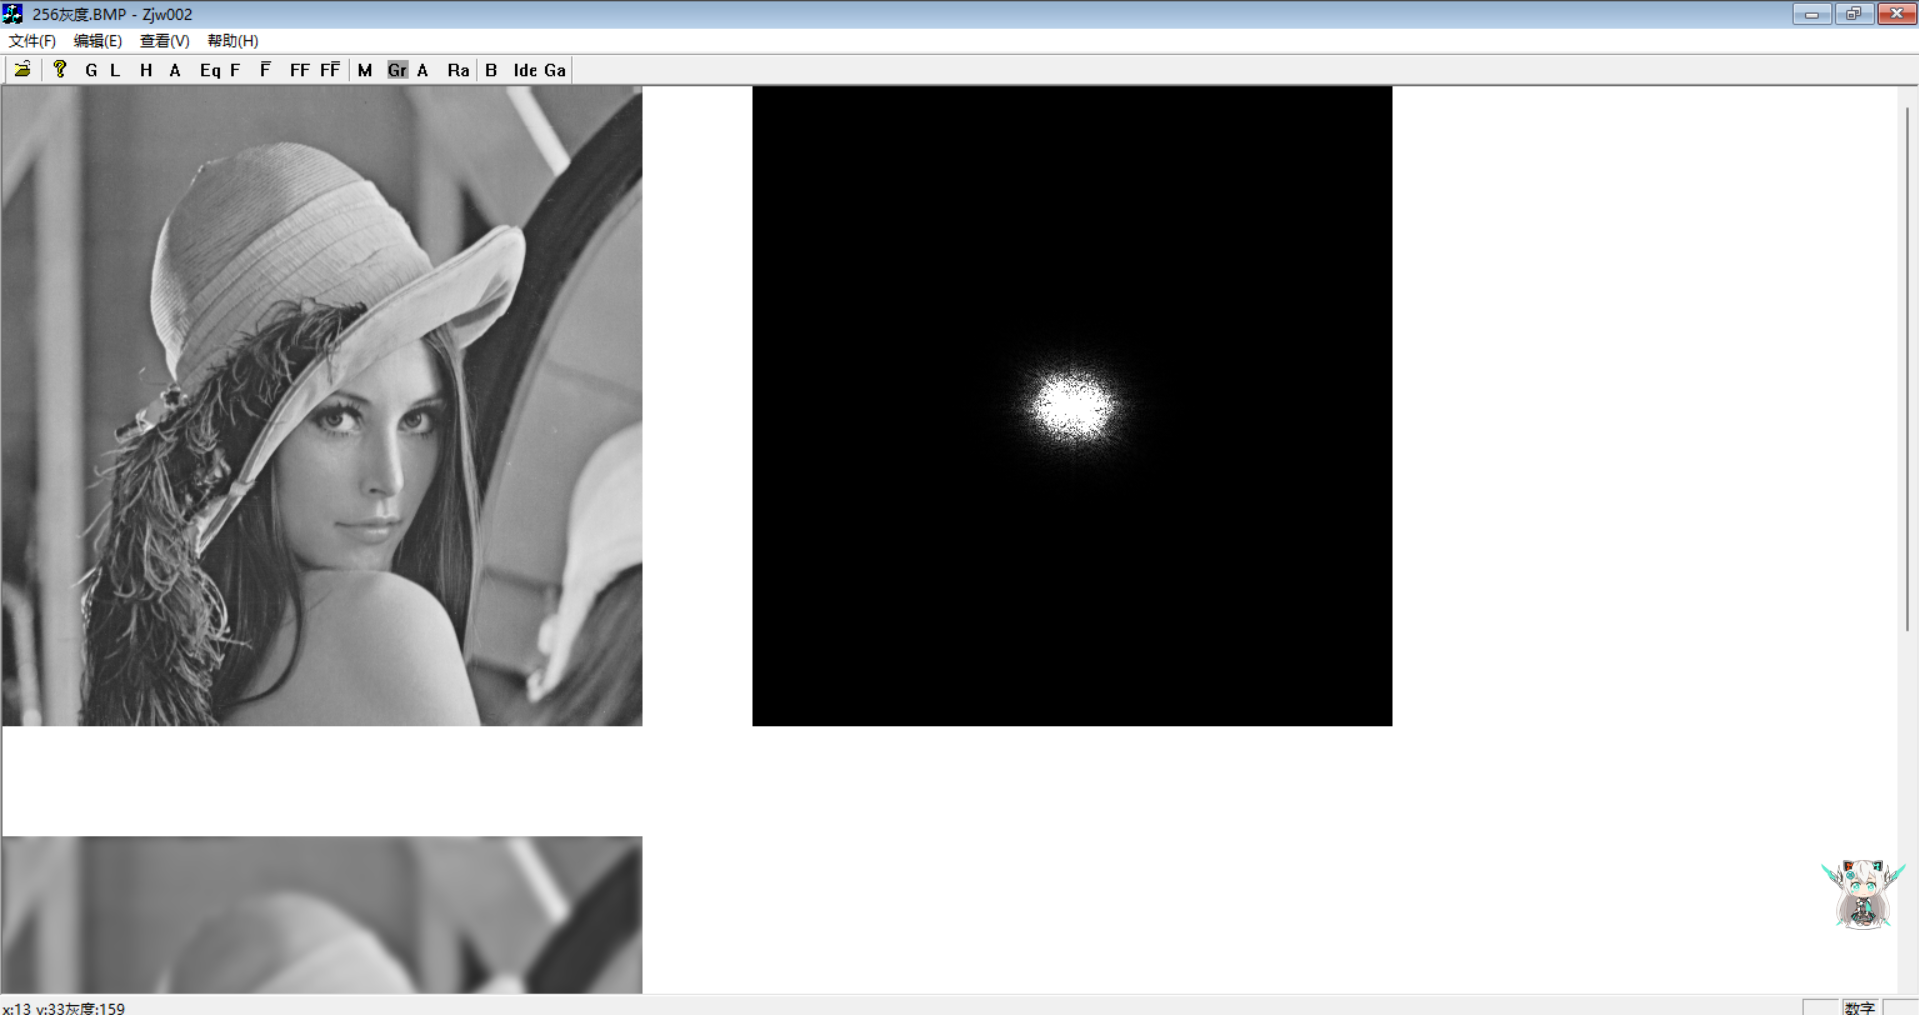 256灰度.BMP - Zjw002
文件(F) 编辑(E) 查看(V) 帮助(H)
? G L H A Eq F F̅ FF FF̅ M Gr A Ra B Ide Ga
x:13 y:33灰度:159
数字